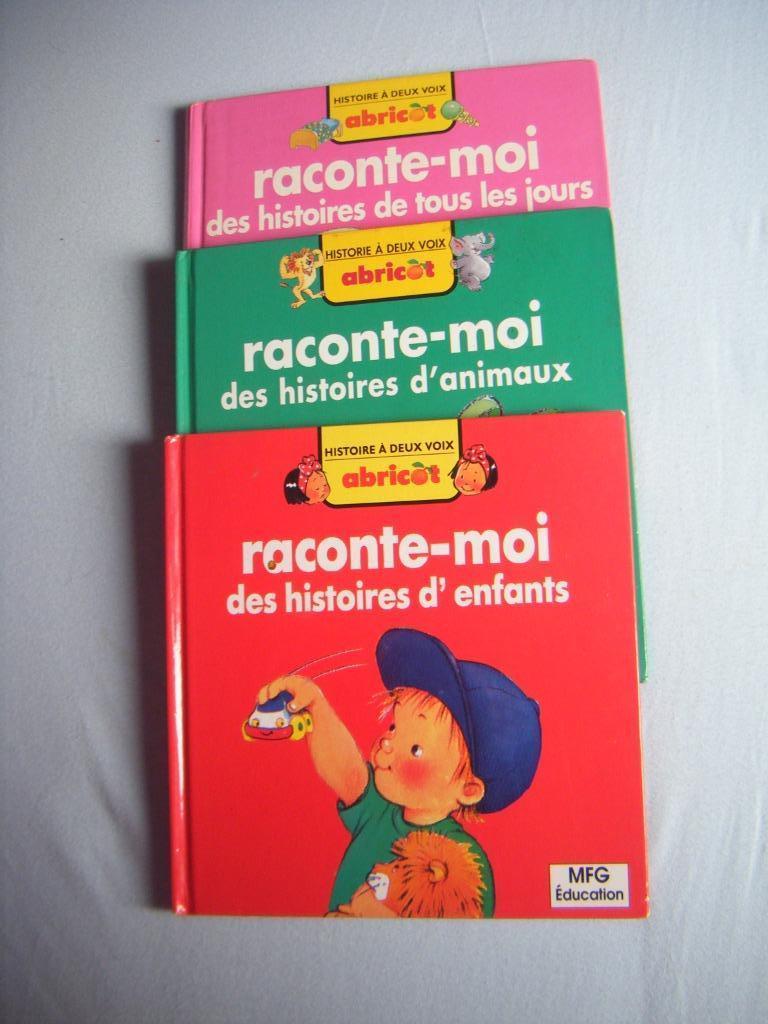 HISTOIRE À DEUX VOIX
abricot
raconte-moi
des histoires de tous les jours
HISTORIE À DEUX VOIX
abricot
raconte-moi
des histoires d'animaux
HISTOIRE À DEUX VOIX
abricot
raconte-moi
des histoires d' enfants
MFG
Éducation